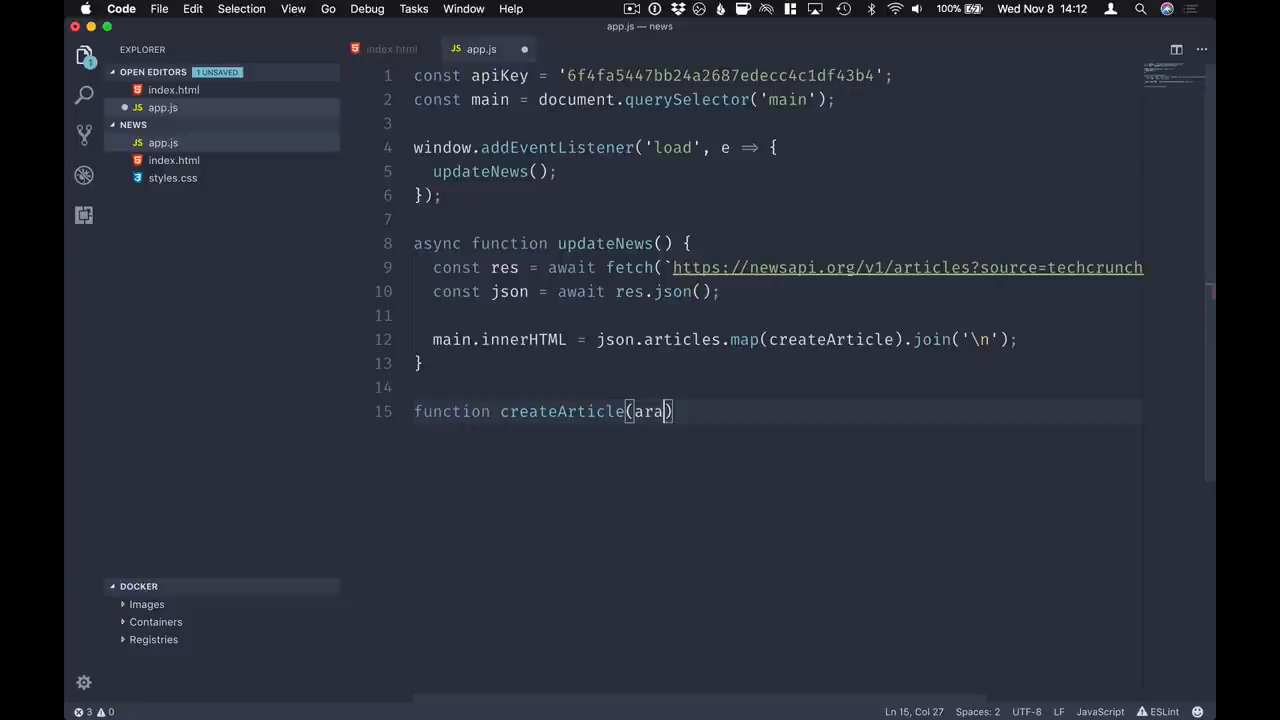 Code File Edit Selection View Go Debug Tasks Window Help 100% Wed Nov 8 14:12
app.js — news
EXPLORER
index.html
JS app.js
OPEN EDITORS 1 UNSAVED
index.html
JS app.js
NEWS
JS app.js
index.html
styles.css
1 const apiKey = '6f4fa5447bb24a2687edecc4c1df43b4';
2 const main = document.querySelector('main');
3
4 window.addEventListener('load', e => {
5 updateNews();
6 });
7
8 async function updateNews() {
9 const res = await fetch(`https://newsapi.org/v1/articles?source=techcrunch
10 const json = await res.json();
11
12 main.innerHTML = json.articles.map(createArticle).join('\n');
13 }
14
15 function createArticle(ara)
DOCKER
Images
Containers
Registries
3 0 Ln 15, Col 27 Spaces: 2 UTF-8 LF JavaScript ESLint